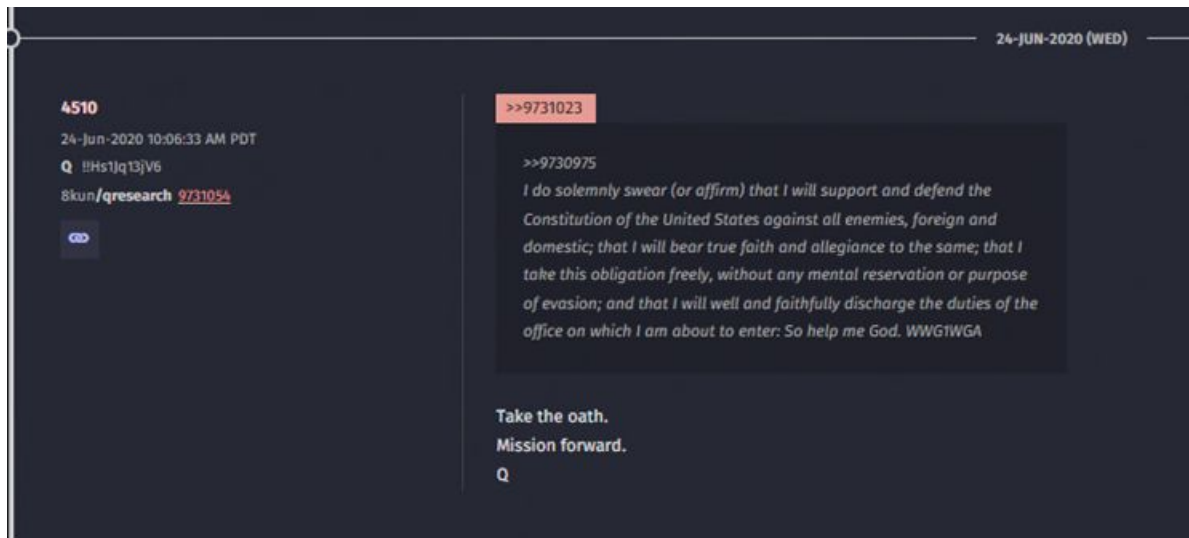 24-JUN-2020 (WED)
4510
24-Jun-2020 10:06:33 AM PDT
Q !!Hs1Jq13jV6
8kun/qresearch 9731054
>>9731023
>>9730975
I do solemnly swear (or affirm) that I will support and defend the
Constitution of the United States against all enemies, foreign and
domestic; that I will bear true faith and allegiance to the same; that I
take this obligation freely, without any mental reservation or purpose
of evasion; and that I will well and faithfully discharge the duties of the
office on which I am about to enter: So help me God. WWG1WGA
Take the oath.
Mission forward.
Q